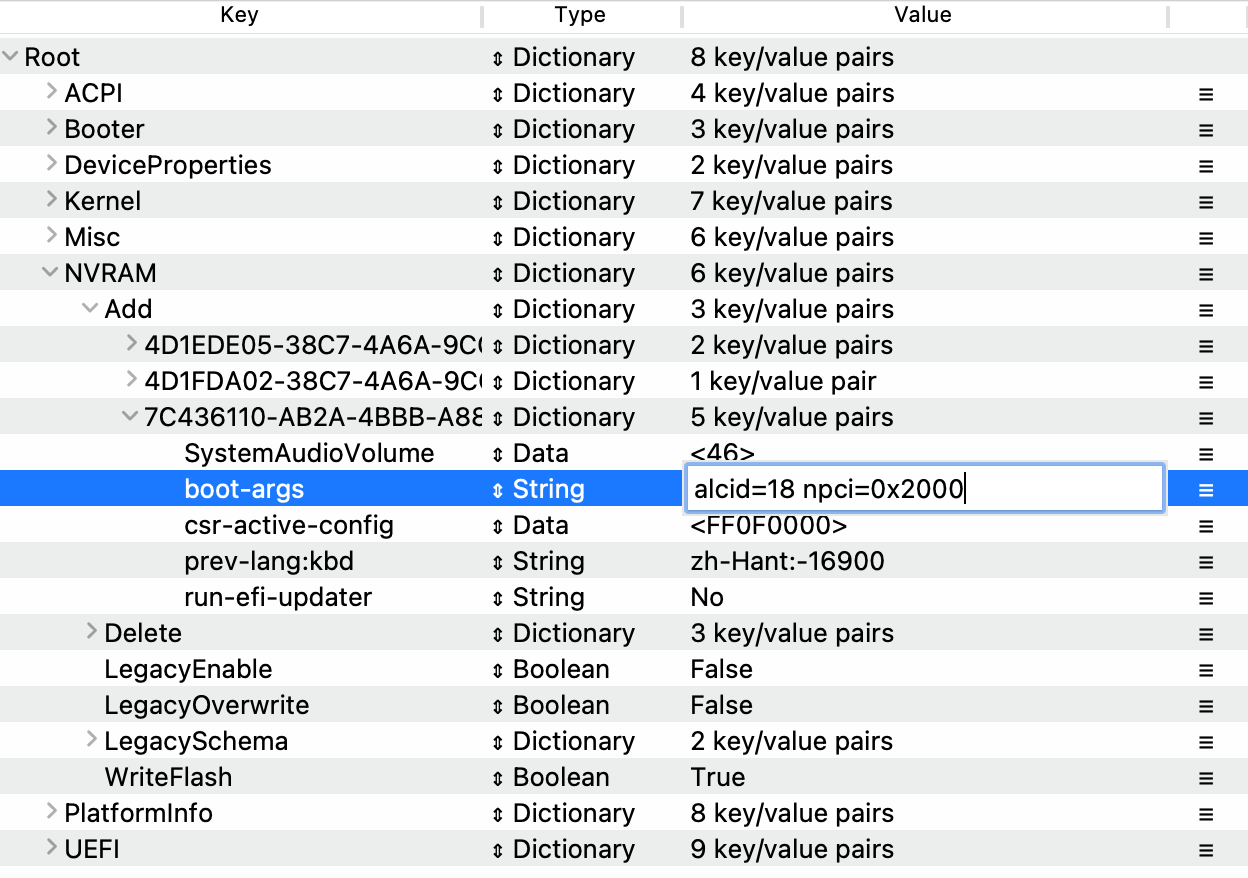 Key Type Value
Root Dictionary 8 key/value pairs
ACPI Dictionary 4 key/value pairs
Booter Dictionary 3 key/value pairs
DeviceProperties Dictionary 2 key/value pairs
Kernel Dictionary 7 key/value pairs
Misc Dictionary 6 key/value pairs
NVRAM Dictionary 6 key/value pairs
Add Dictionary 3 key/value pairs
4D1EDE05-38C7-4A6A-9C Dictionary 2 key/value pairs
4D1FDA02-38C7-4A6A-9C Dictionary 1 key/value pair
7C436110-AB2A-4BBB-A88 Dictionary 5 key/value pairs
SystemAudioVolume Data <46>
boot-args String alcid=18 npci=0x2000
csr-active-config Data <FF0F0000>
prev-lang:kbd String zh-Hant:-16900
run-efi-updater String No
Delete Dictionary 3 key/value pairs
LegacyEnable Boolean False
LegacyOverwrite Boolean False
LegacySchema Dictionary 2 key/value pairs
WriteFlash Boolean True
PlatformInfo Dictionary 8 key/value pairs
UEFI Dictionary 9 key/value pairs